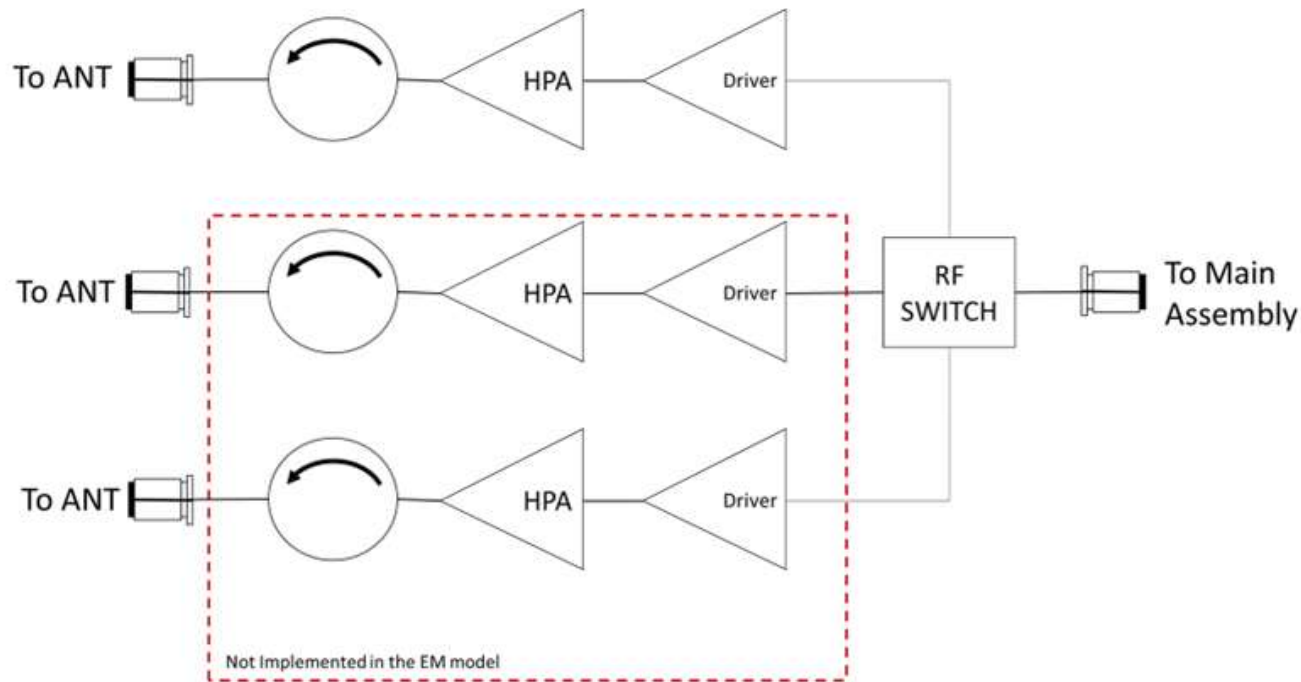 To ANT
HPA
Driver
To ANT
HPA
Driver
RF
SWITCH
To Main
Assembly
To ANT
HPA
Driver
Not Implemented in the EM model